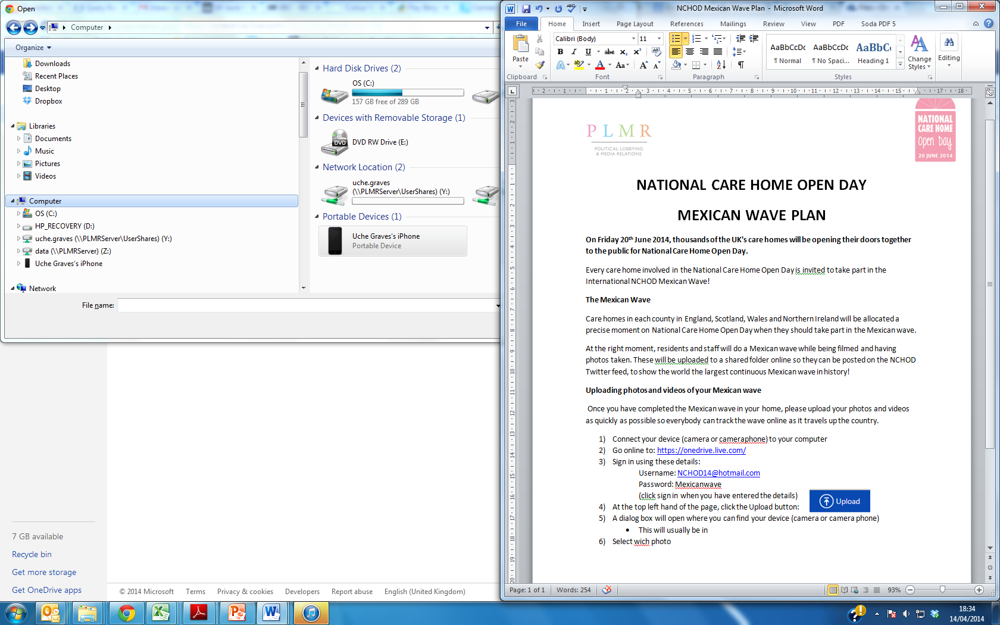 Open
Computer
Organize
Downloads
Recent Places
Desktop
Dropbox
Libraries
Documents
Music
Pictures
Videos
Computer
OS (C:)
HP_RECOVERY (D:)
uche.graves (\\PLMRServer\UserShares) (Y:)
data (\\PLMRServer) (Z:)
Uche Graves's iPhone
Network
Hard Disk Drives (2)
OS (C:)
157 GB free of 289 GB
Devices with Removable Storage (1)
DVD
DVD RW Drive (E:)
Network Location (2)
uche.graves
(\\PLMRServer\UserShares) (Y:)
Portable Devices (1)
Uche Graves's iPhone
Portable Device
File name:
7 GB available
Recycle bin
Get more storage
Get OneDrive apps
© 2014 Microsoft Terms Privacy & cookies Developers Report abuse English (United Kingdom)
NCHOD Mexican Wave Plan - Microsoft Word
File Home Insert Page Layout References Mailings Review View PDF Soda PDF 5
Paste
Clipboard
Calibri (Body) 11
Font
Paragraph
AaBbCcDc AaBbCcDc AaBbC
¶ Normal ¶ No Spaci... Heading 1
Change
Styles
Styles
Editing
PLMR
POLITICAL LOBBYING
& MEDIA RELATIONS
NATIONAL
CARE HOME
Open Day
20 JUNE 2014
NATIONAL CARE HOME OPEN DAY
MEXICAN WAVE PLAN
On Friday 20th June 2014, thousands of the UK's care homes will be opening their doors together
to the public for National Care Home Open Day.
Every care home involved in the National Care Home Open Day is invited to take part in the
International NCHOD Mexican Wave!
The Mexican Wave
Care homes in each county in England, Scotland, Wales and Northern Ireland will be allocated a
precise moment on National Care Home Open Day when they should take part in the Mexican wave.
At the right moment, residents and staff will do a Mexican wave while being filmed and having
photos taken. These will be uploaded to a shared folder online so they can be posted on the NCHOD
Twitter feed, to show the world the largest continuous Mexican wave in history!
Uploading photos and videos of your Mexican wave
Once you have completed the Mexican wave in your home, please upload your photos and videos
as quickly as possible so everybody can track the wave online as it travels up the country.
1) Connect your device (camera or cameraphone) to your computer
2) Go online to: https://onedrive.live.com/
3) Sign in using these details:
Username: NCHOD14@hotmail.com
Password: Mexicanwave
(click sign in when you have entered the details)
4) At the top left hand of the page, click the Upload button:
Upload
5) A dialog box will open where you can find your device (camera or camera phone)
• This will usually be in
6) Select wich photo
Page: 1 of 1 Words: 254 93%
18:34
14/04/2014